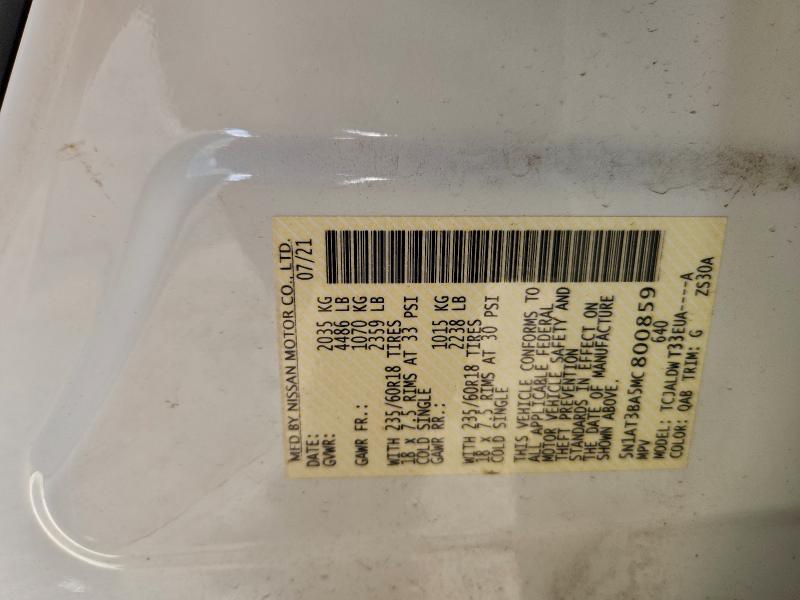 MFD BY NISSAN MOTOR CO., LTD.
DATE: 07/21
GVWR: 2035 KG
4486 LB
GAWR FR.: 1070 KG
2359 LB
WITH 235/60R18 TIRES
18 X 7.5 RIMS AT 33 PSI
COLD SINGLE
GAWR RR.: 1015 KG
2238 LB
WITH 235/60R18 TIRES
18 X 7.5 RIMS AT 30 PSI
COLD SINGLE
THIS VEHICLE CONFORMS TO
ALL APPLICABLE FEDERAL
MOTOR VEHICLE SAFETY AND
THEFT PREVENTION
STANDARDS IN EFFECT ON
THE DATE OF MANUFACTURE
SHOWN ABOVE.
5N1AT3BA5MC800859
MPV 640
MODEL: TCJALDW T33EUA----A
COLOR: QAB TRIM: G ZS30A